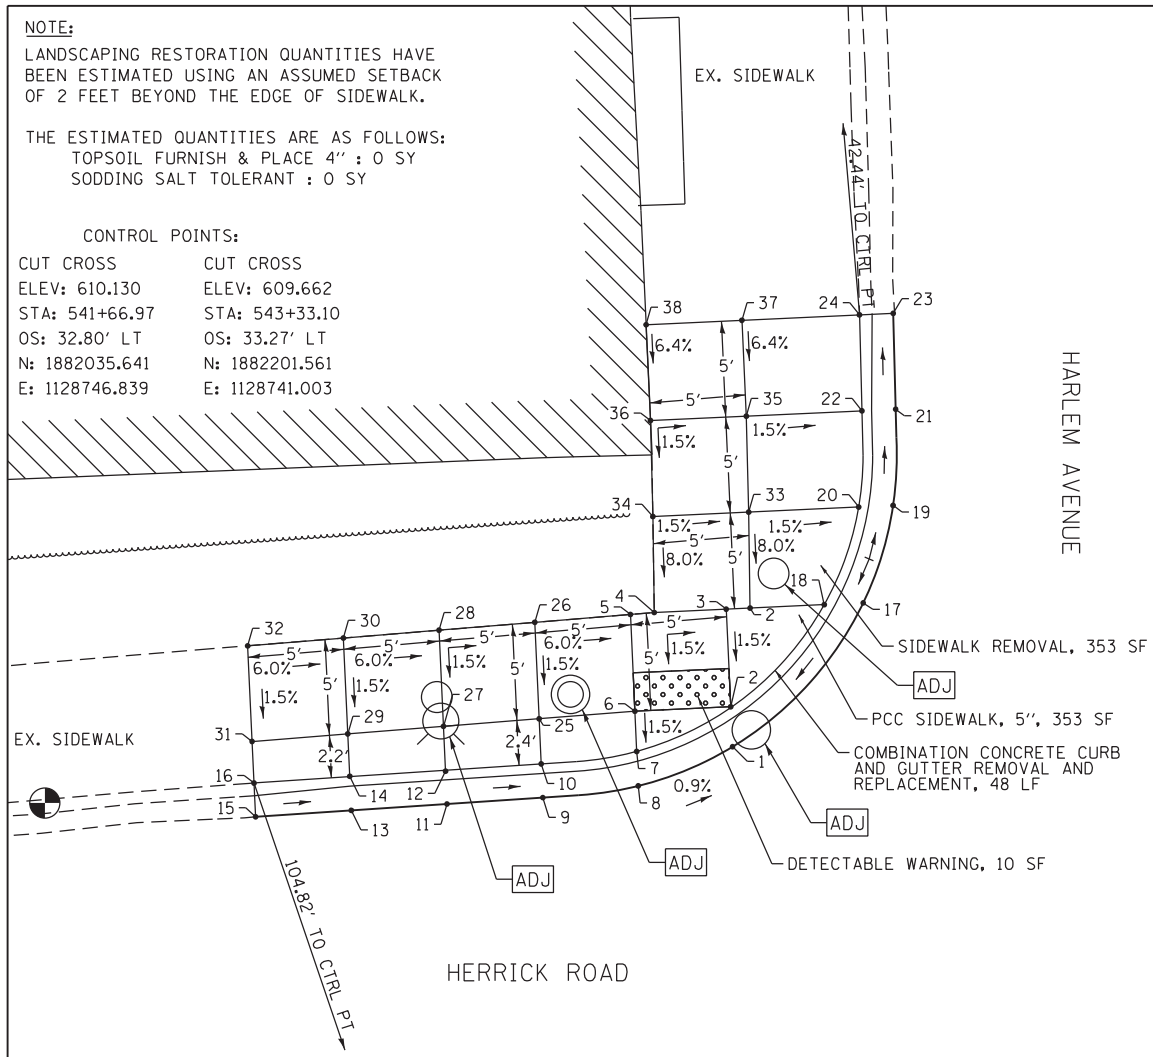 NOTE:
LANDSCAPING RESTORATION QUANTITIES HAVE
BEEN ESTIMATED USING AN ASSUMED SETBACK
OF 2 FEET BEYOND THE EDGE OF SIDEWALK.
THE ESTIMATED QUANTITIES ARE AS FOLLOWS:
TOPSOIL FURNISH & PLACE 4'' : 0 SY
SODDING SALT TOLERANT : 0 SY
CONTROL POINTS:
CUT CROSS CUT CROSS
ELEV: 610.130 ELEV: 609.662
STA: 541+66.97 STA: 543+33.10
OS: 32.80' LT OS: 33.27' LT
N: 1882035.641 N: 1882201.561
E: 1128746.839 E: 1128741.003
EX. SIDEWALK
42.44' TO CTRL PT
38
37
24
23
6.4%
6.4%
5'
5'
36
35
22
21
1.5%
1.5%
5'
34
33
20
19
1.5%
1.5%
5'
5'
8.0%
8.0%
HARLEM AVENUE
4
3
2
18
17
SIDEWALK REMOVAL, 353 SF
ADJ
PCC SIDEWALK, 5'', 353 SF
COMBINATION CONCRETE CURB
AND GUTTER REMOVAL AND
REPLACEMENT, 48 LF
ADJ
DETECTABLE WARNING, 10 SF
32
30
28
26
5
5'
5'
5'
5'
5'
6.0%
6.0%
1.5%
6.0%
1.5%
1.5%
5'
5'
5'
1.5%
1.5%
1.5%
27
2
EX. SIDEWALK
31
29
25
6
1.5%
2.2'
2.4'
16
14
12
10
7
1
15
13
11
9
8
0.9%
ADJ
ADJ
104.82' TO CTRL PT
HERRICK ROAD